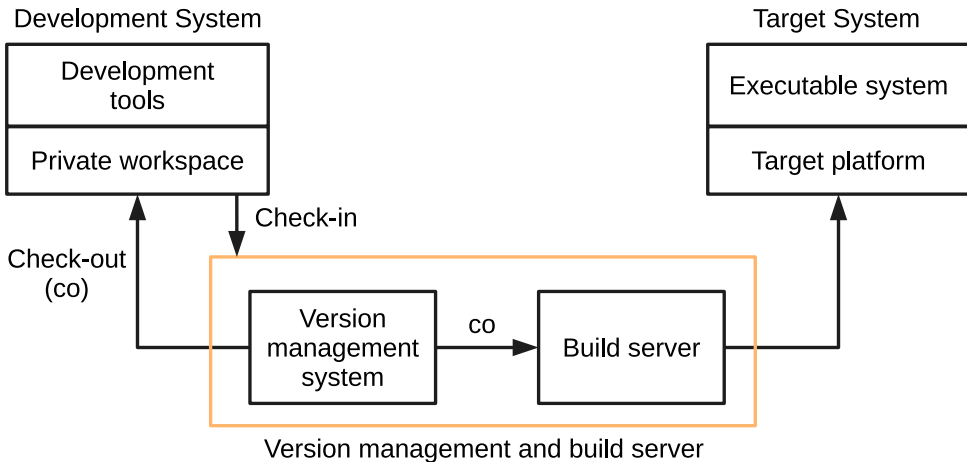 Development System
Target System
Development
tools
Executable system
Private workspace
Target platform
Check-in
Check-out
(co)
Version
management
system
co
Build server
Version management and build server